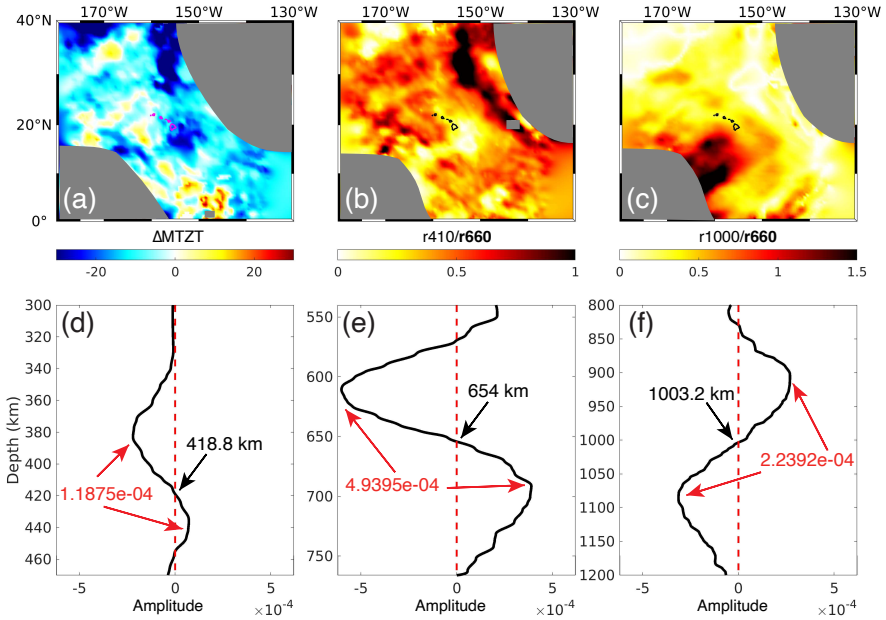 170°W 150°W 130°W 170°W 150°W 130°W 170°W 150°W 130°W
40°N
20°N
0°
(a) (b) (c)
ΔMTZT r410/r660 r1000/r660
-20 0 20 0 0.5 1 0 0.5 1.0 1.5
(d) (e) (f)
300
320
340
360
380
400
420
440
460
Depth (km)
418.8 km
1.1875e-04
-5 0 5
Amplitude ×10⁻⁴
600
650
700
750
654 km
4.9395e-04
-5 0 5
Amplitude ×10⁻⁴
800
850
900
950
1000
1050
1100
1150
1200
1003.2 km
2.2392e-04
-5 0 5
Amplitude ×10⁻⁴